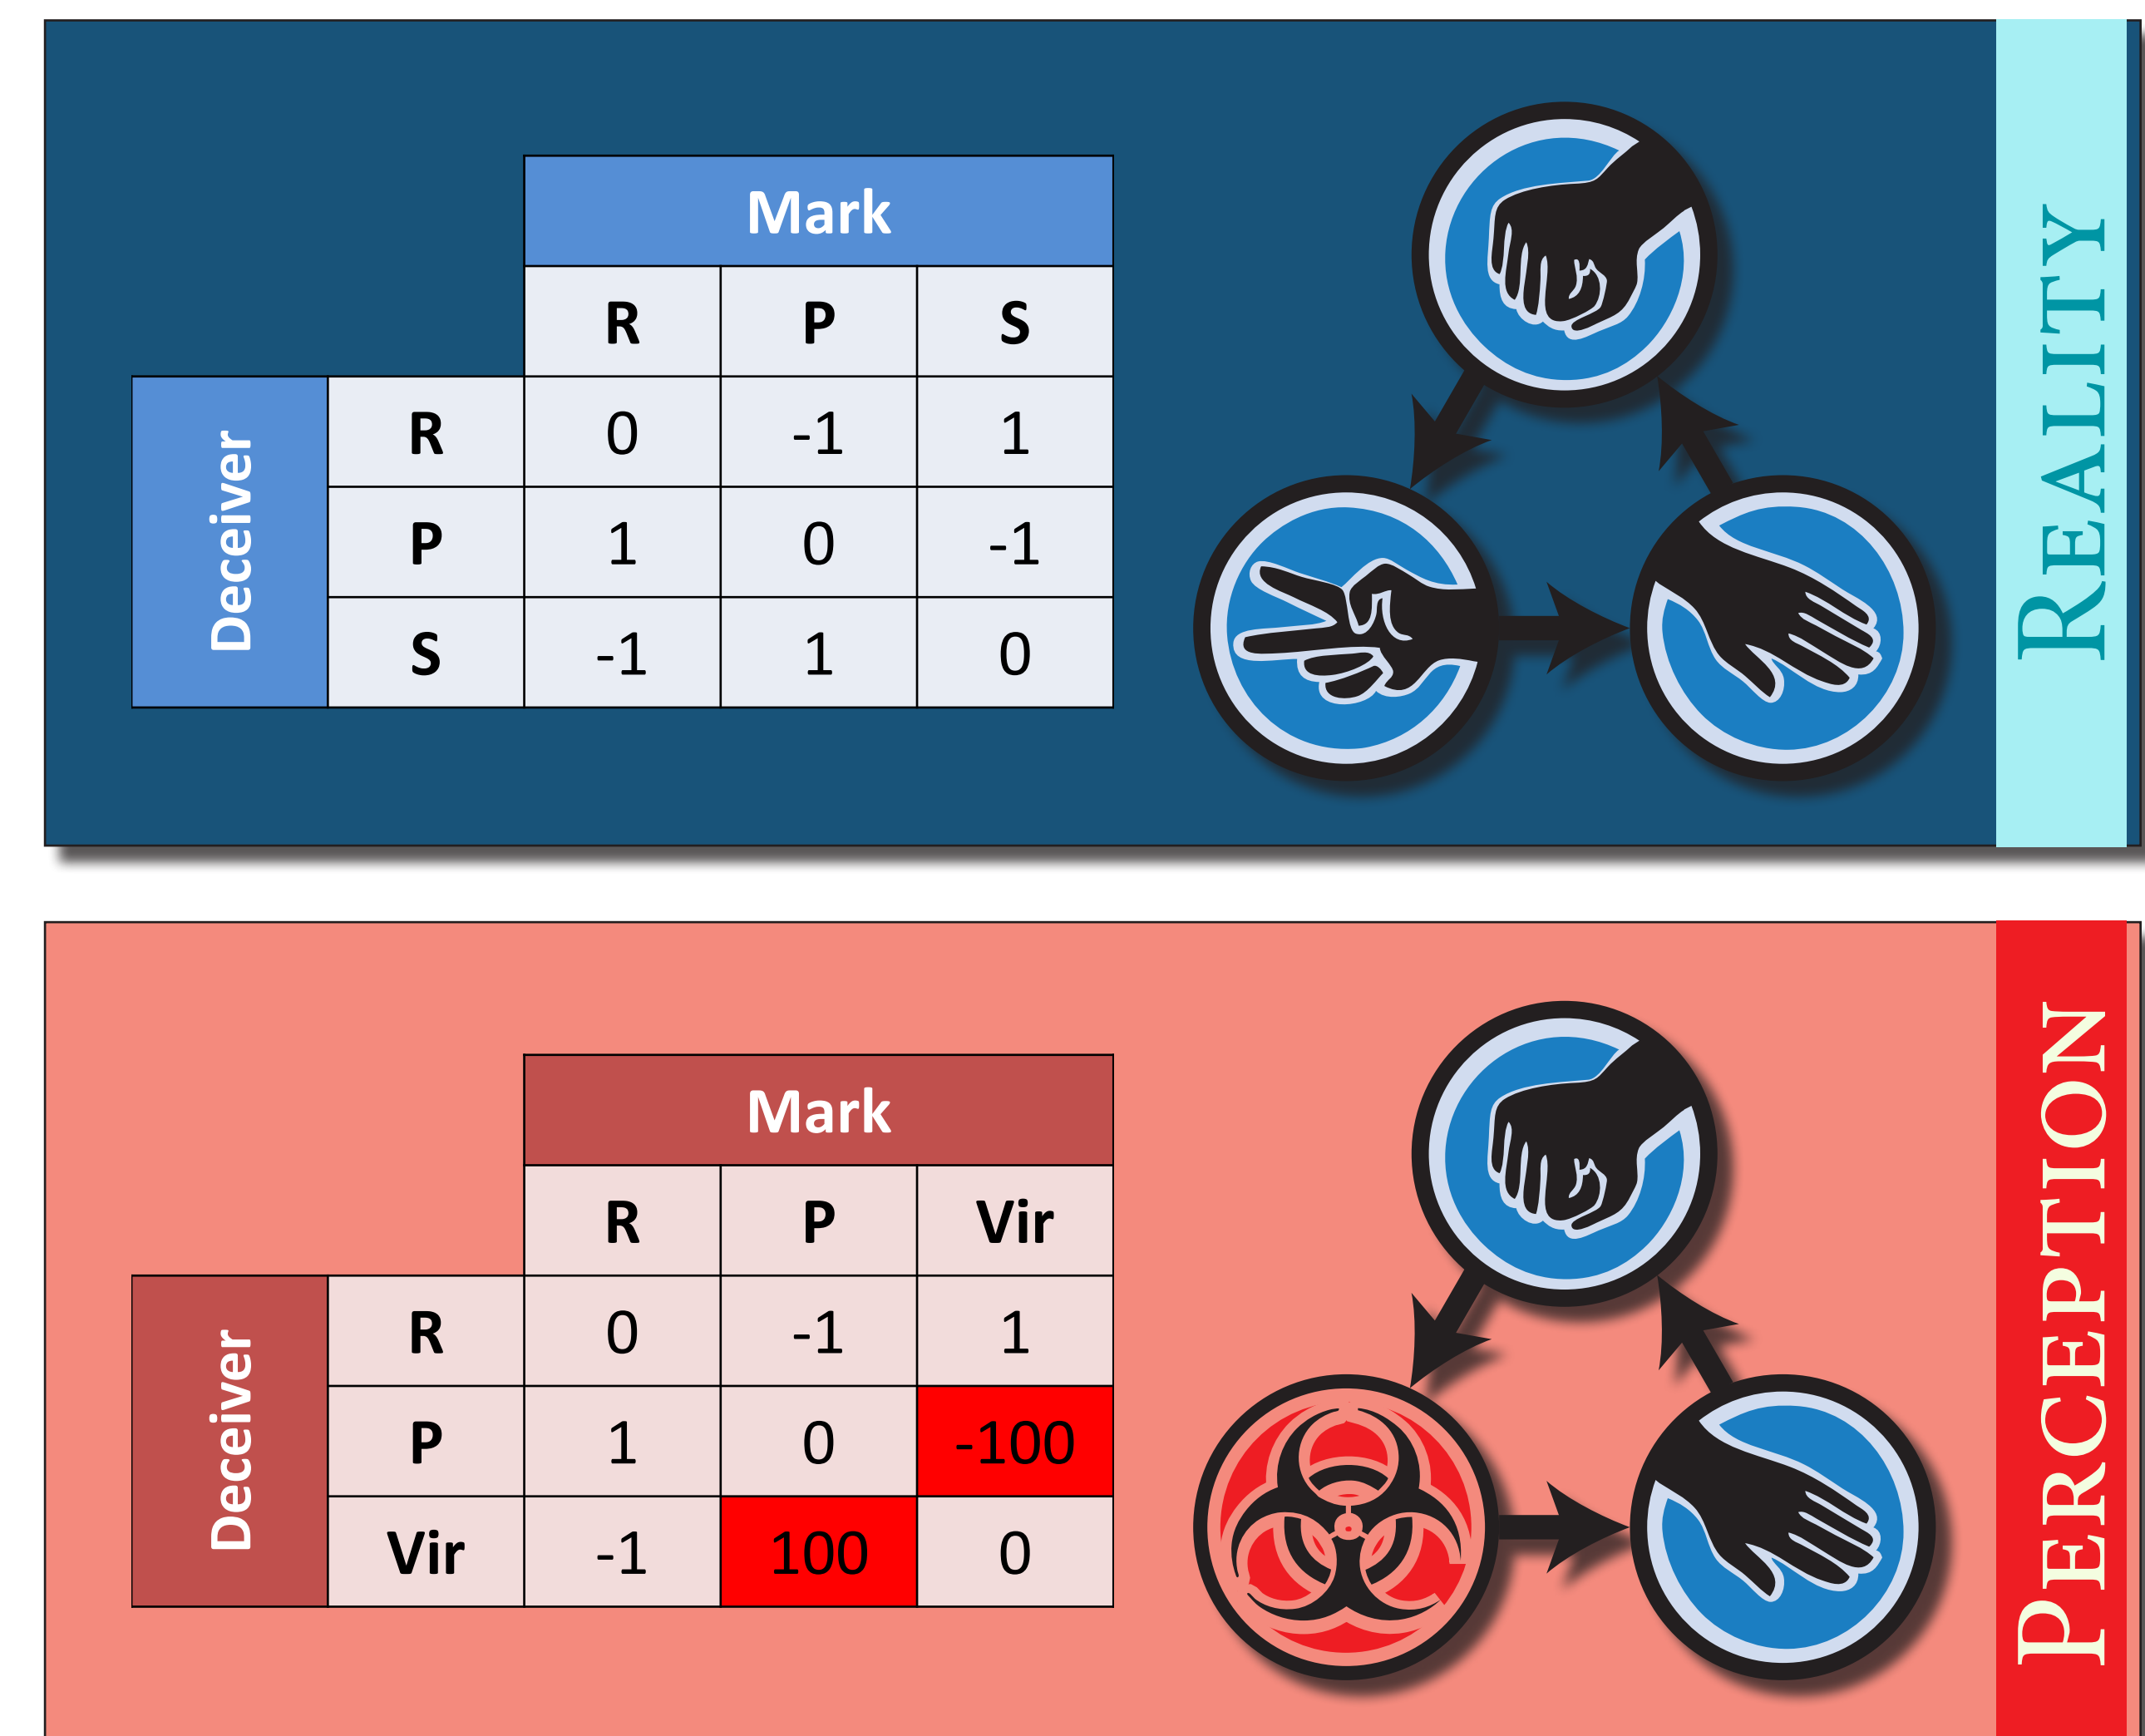 Mark
R P S
Deceiver
R 0 -1 1
P 1 0 -1
S -1 1 0
REALITY
Mark
R P Vir
Deceiver
R 0 -1 1
P 1 0 -100
Vir -1 100 0
PERCEPTION